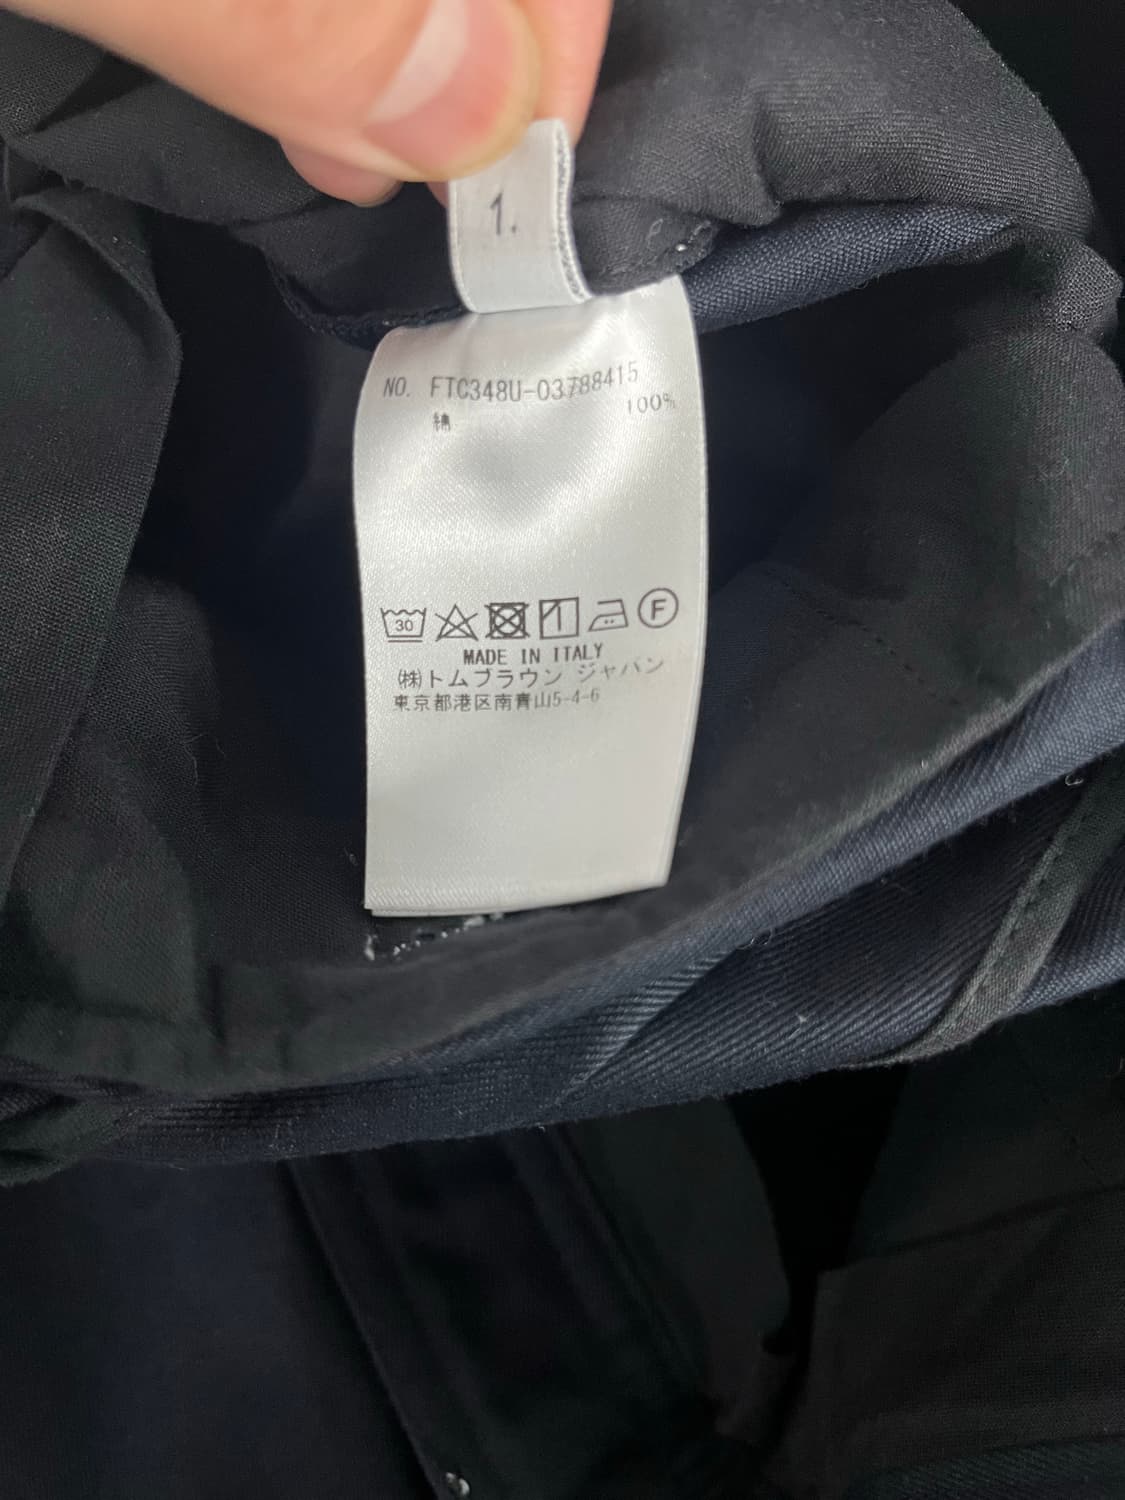 1.
NO. FTC348U-03788415
綿 100%
30 F
MADE IN ITALY
(株)トムブラウン ジャパン
東京都港区南青山5-4-6